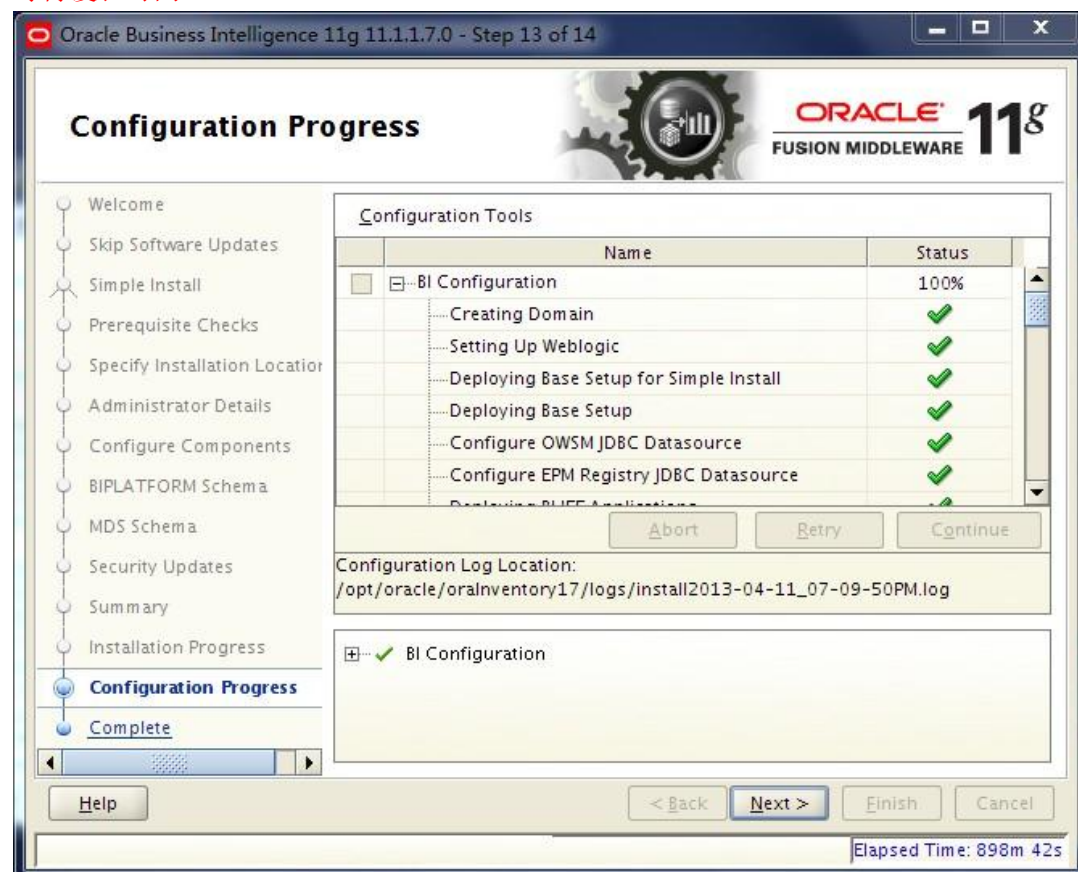 Oracle Business Intelligence 11g 11.1.1.7.0 - Step 13 of 14
Configuration Progress
ORACLE
FUSION MIDDLEWARE
11g
Welcome
Skip Software Updates
Simple Install
Prerequisite Checks
Specify Installation Location
Administrator Details
Configure Components
BIPLATFORM Schema
MDS Schema
Security Updates
Summary
Installation Progress
Configuration Progress
Complete
Configuration Tools
Name Status
BI Configuration 100%
Creating Domain
Setting Up Weblogic
Deploying Base Setup for Simple Install
Deploying Base Setup
Configure OWSM JDBC Datasource
Configure EPM Registry JDBC Datasource
Abort Retry Continue
Configuration Log Location:
/opt/oracle/oraInventory17/logs/install2013-04-11_07-09-50PM.log
BI Configuration
Help < Back Next > Finish Cancel
Elapsed Time: 898m 42s